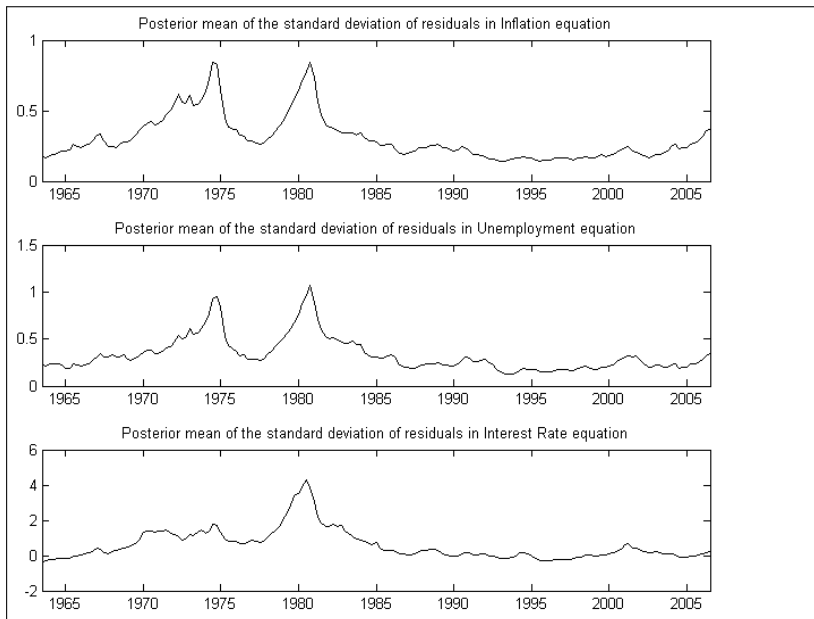 Posterior mean of the standard deviation of residuals in Inflation equation
1
0.5
0
1965 1970 1975 1980 1985 1990 1995 2000 2005
Posterior mean of the standard deviation of residuals in Unemployment equation
1.5
1
0.5
0
1965 1970 1975 1980 1985 1990 1995 2000 2005
Posterior mean of the standard deviation of residuals in Interest Rate equation
6
4
2
0
-2
1965 1970 1975 1980 1985 1990 1995 2000 2005